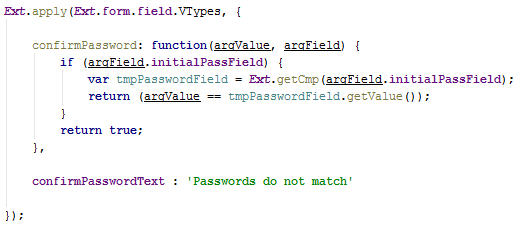 Ext.apply(Ext.form.field.VTypes, {
confirmPassword: function(argValue, argField) {
if (argField.initialPassField) {
var tmpPasswordField = Ext.getCmp(argField.initialPassField);
return (argValue == tmpPasswordField.getValue());
}
return true;
},
confirmPasswordText : 'Passwords do not match'
});